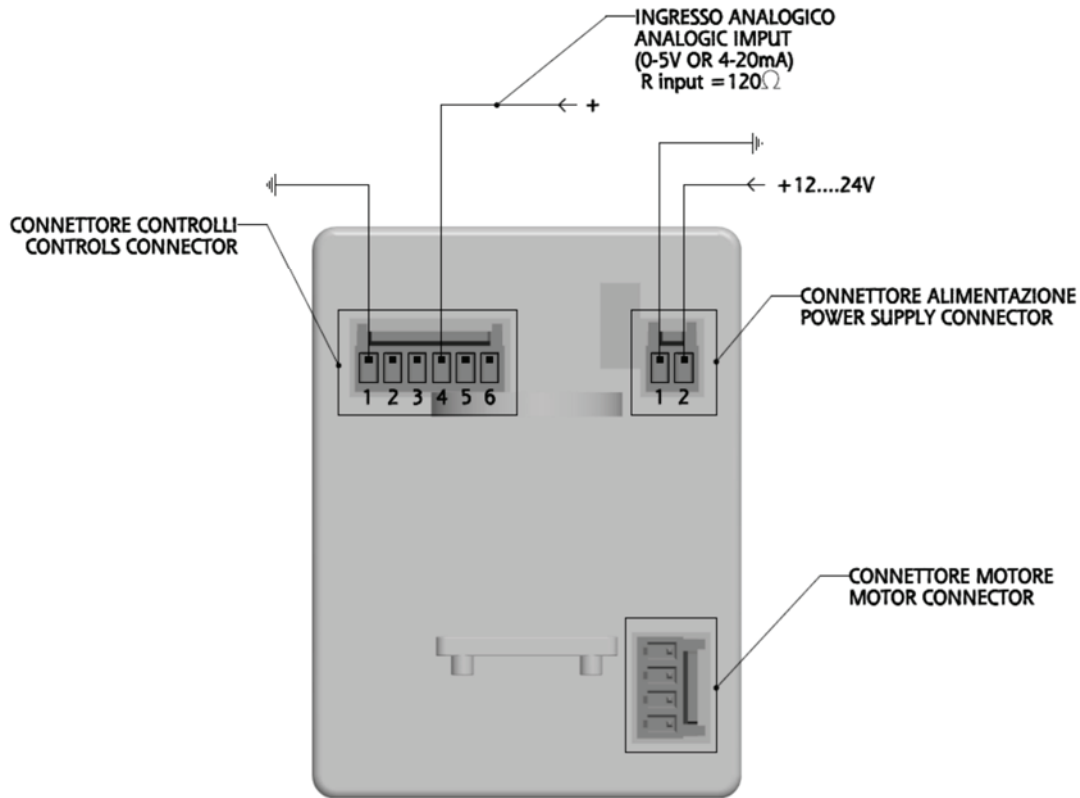 INGRESSO ANALOGICO
ANALOGIC IMPUT
(0-5V OR 4-20mA)
R input = 120Ω
+
+12....24V
CONNETTORE CONTROLLI
CONTROLS CONNECTOR
CONNETTORE ALIMENTAZIONE
POWER SUPPLY CONNECTOR
1 2 3 4 5 6
1 2
CONNETTORE MOTORE
MOTOR CONNECTOR